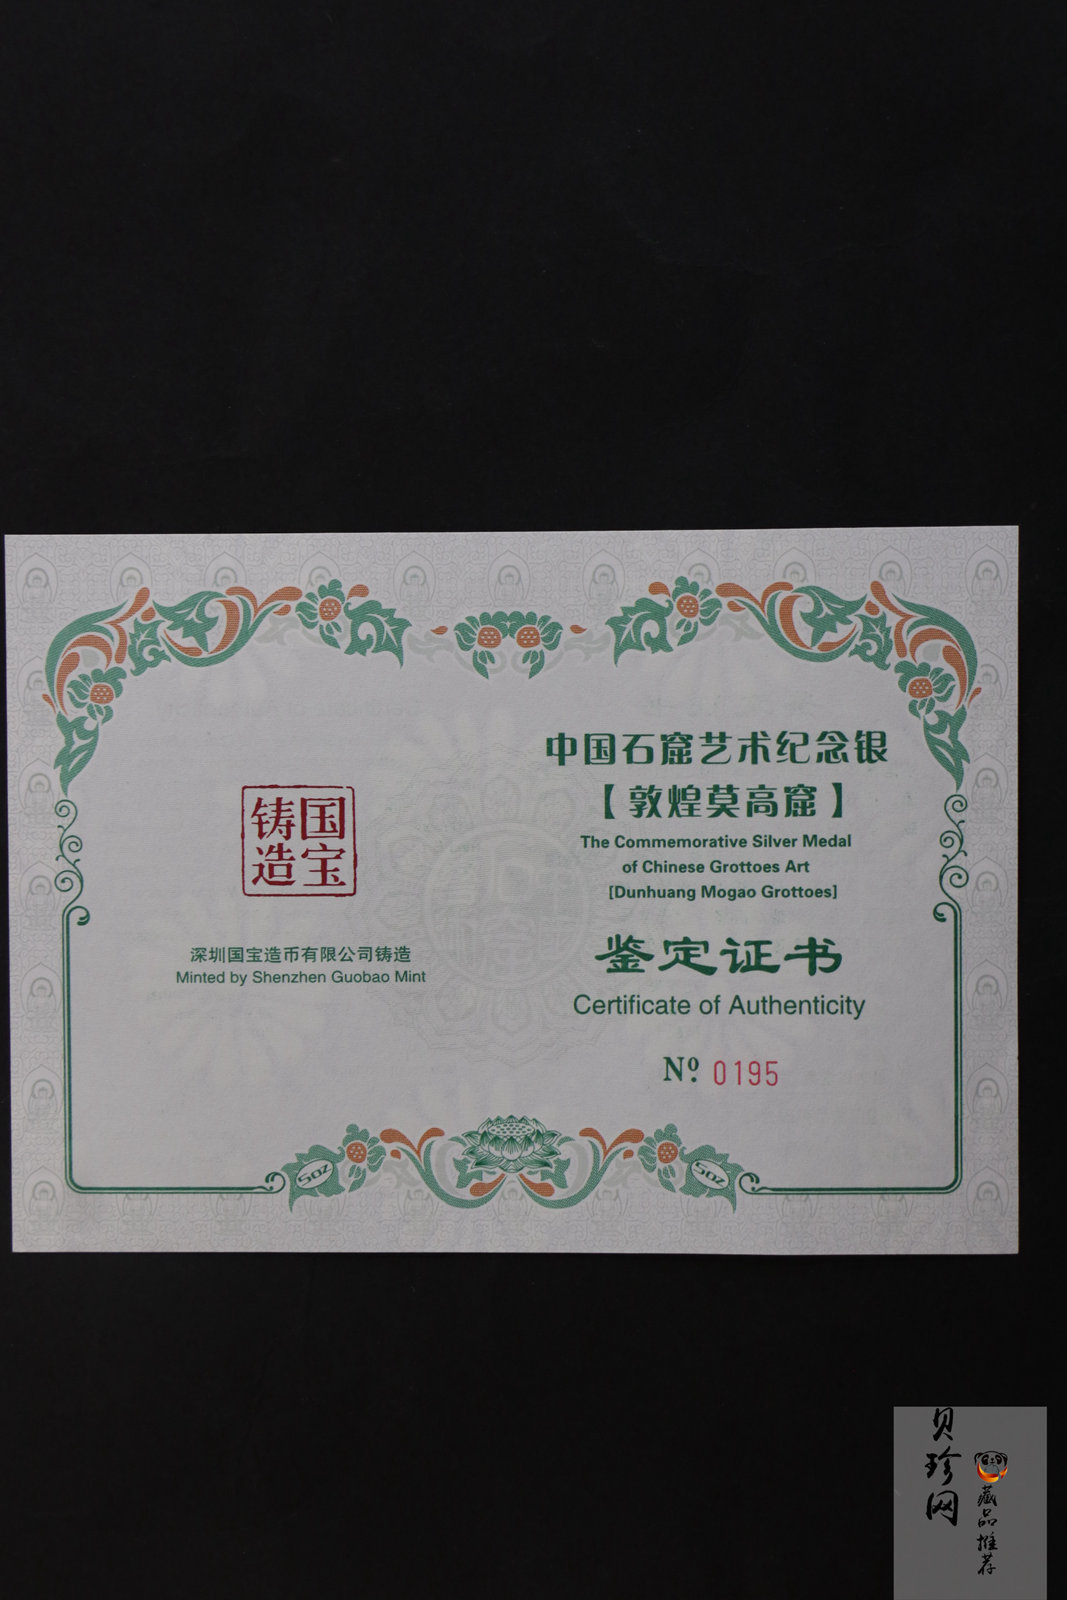 国宝
铸造
深圳国宝造币有限公司铸造
Minted by Shenzhen Guobao Mint
中国石窟艺术纪念银
【敦煌莫高窟】
The Commemorative Silver Medal
of Chinese Grottoes Art
[Dunhuang Mogao Grottoes]
鉴定证书
Certificate of Authenticity
Nº. 0195
5OZ
5OZ
贝珍网
藏品推荐